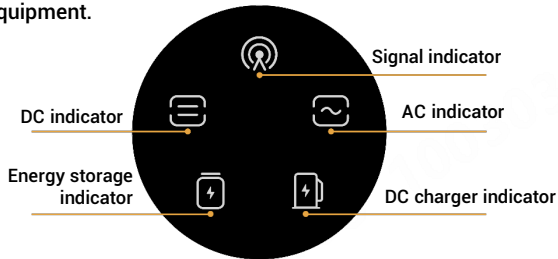 quipment.
Signal indicator
DC indicator
AC indicator
Energy storage
indicator
DC charger indicator